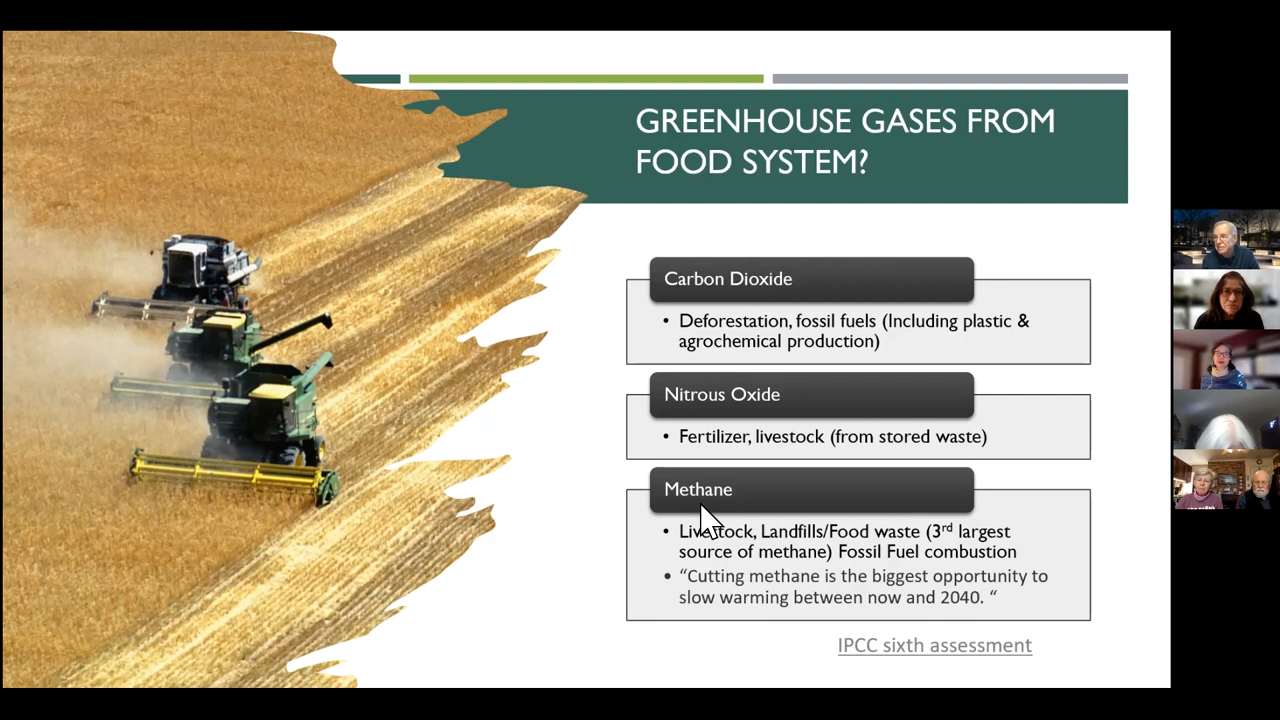 GREENHOUSE GASES FROM
FOOD SYSTEM?
Carbon Dioxide
• Deforestation, fossil fuels (Including plastic &
agrochemical production)
Nitrous Oxide
• Fertilizer, livestock (from stored waste)
Methane
• Livestock, Landfills/Food waste (3rd largest
source of methane) Fossil Fuel combustion
• “Cutting methane is the biggest opportunity to
slow warming between now and 2040. “
IPCC sixth assessment